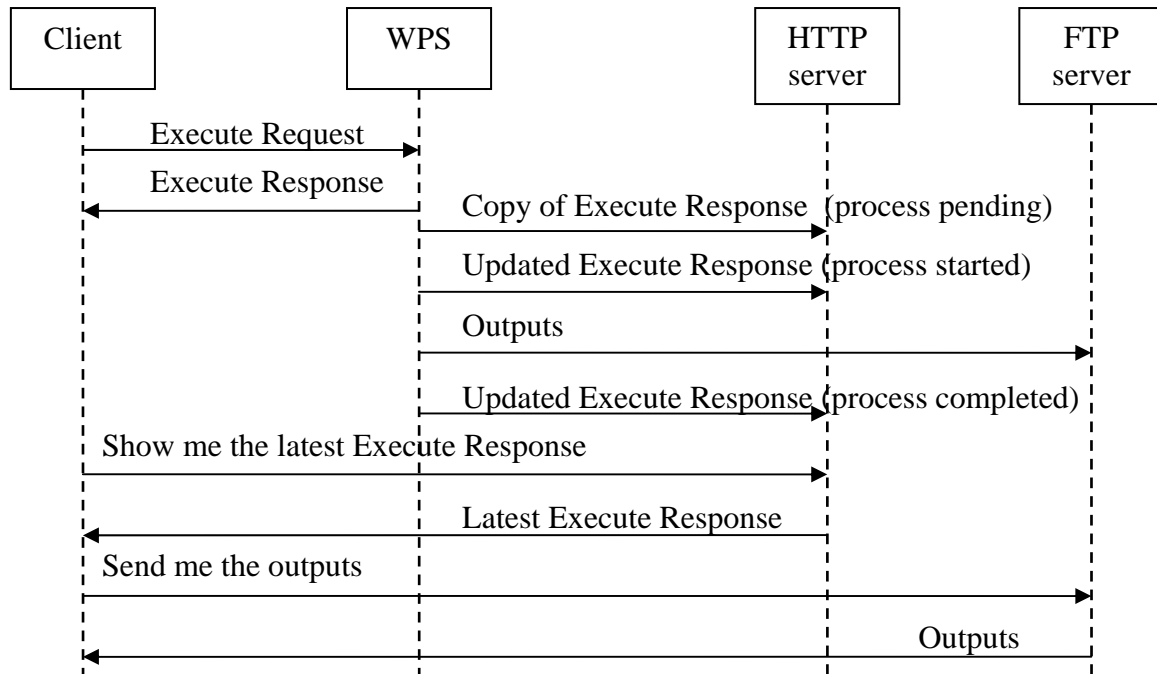 Client
WPS
HTTP
server
FTP
server
Execute Request
Execute Response
Copy of Execute Response (process pending)
Updated Execute Response (process started)
Outputs
Updated Execute Response (process completed)
Show me the latest Execute Response
Latest Execute Response
Send me the outputs
Outputs